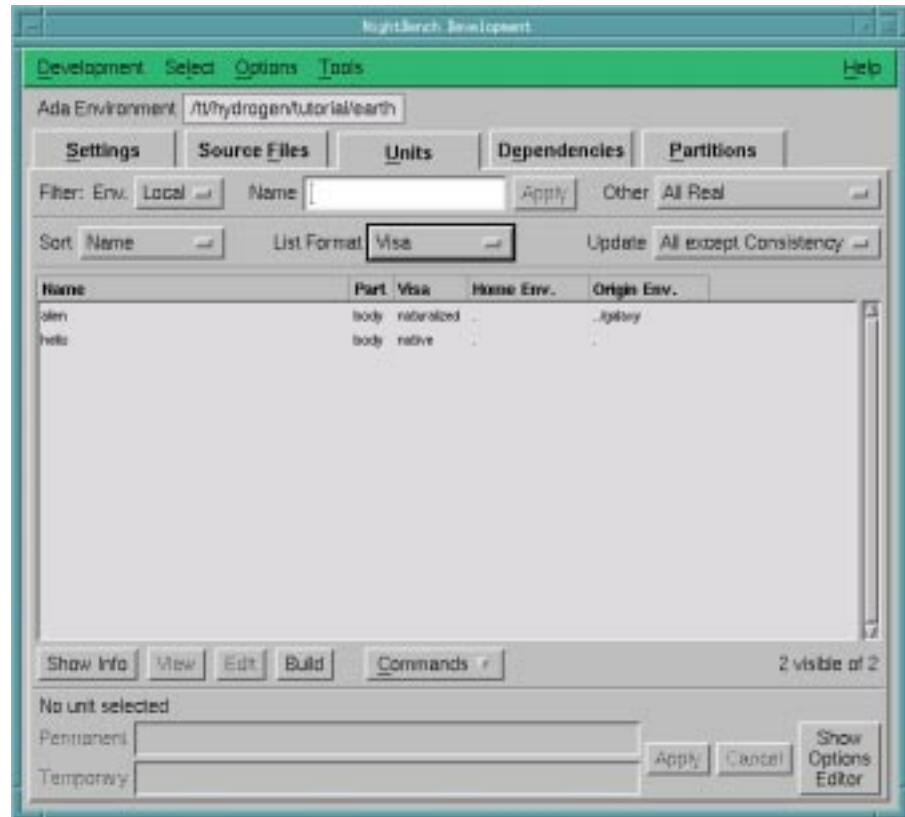 NightBench Development
Development Select Options Tools Help
Ada Environment /tl/hydrogen/tutorial/earth
Settings Source Files Units Dependencies Partitions
Filter: Env. Local Name Apply Other All Real
Sort Name List Format Visa Update All except Consistency
Name Part Visa Home Env. Origin Env.
alien body naturalized . ../galaxy
hello body native . .
Show Info View Edit Build Commands 2 visible of 2
No unit selected
Permanent
Temporary
Apply Cancel
Show
Options
Editor